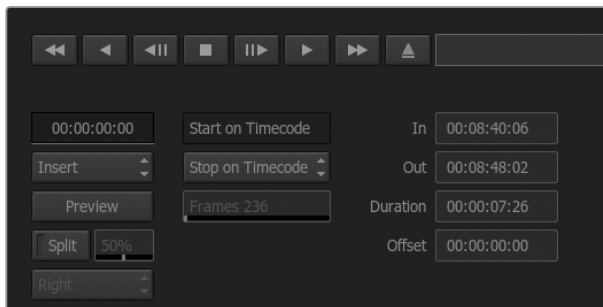 00:00:00:00 Start on Timecode In 00:08:40:06
Insert Stop on Timecode Out 00:08:48:02
Preview Frames 236 Duration 00:00:07:26
Split 50% Offset 00:00:00:00
Right